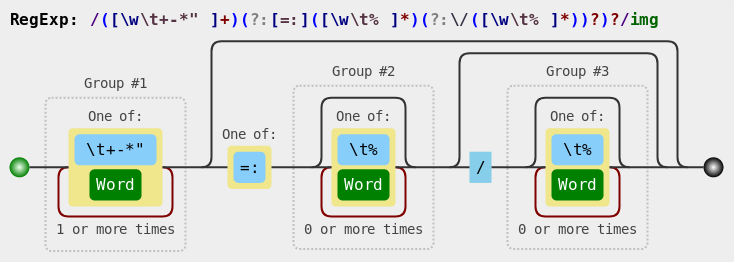 RegExp: /([\w\t+-*" ]+)(?:[=:]([\w\t% ]*)(?:\/([\w\t% ]*))?)?/img
Group #1
One of:
\t+-*"
Word
1 or more times
One of:
=:
Group #2
One of:
\t%
Word
0 or more times
/
Group #3
One of:
\t%
Word
0 or more times